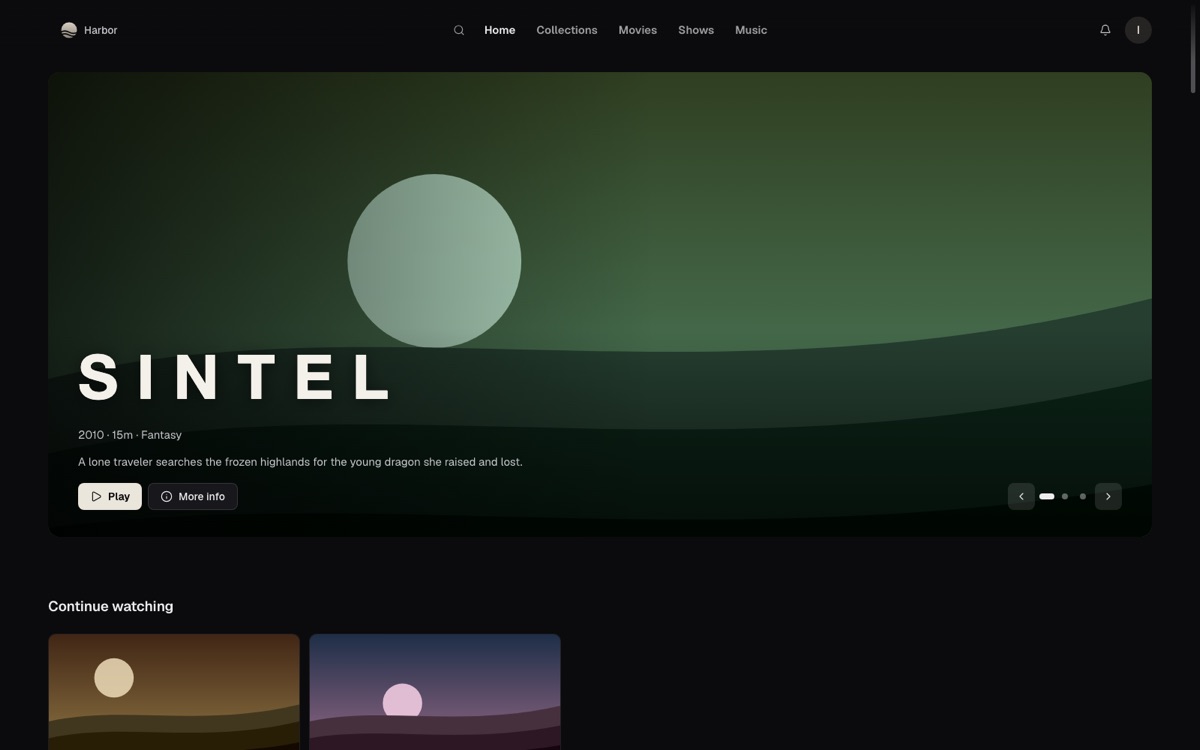 Harbor
Home
Collections
Movies
Shows
Music
I
SINTEL
2010 · 15m · Fantasy
A lone traveler searches the frozen highlands for the young dragon she raised and lost.
Play
More info
Continue watching